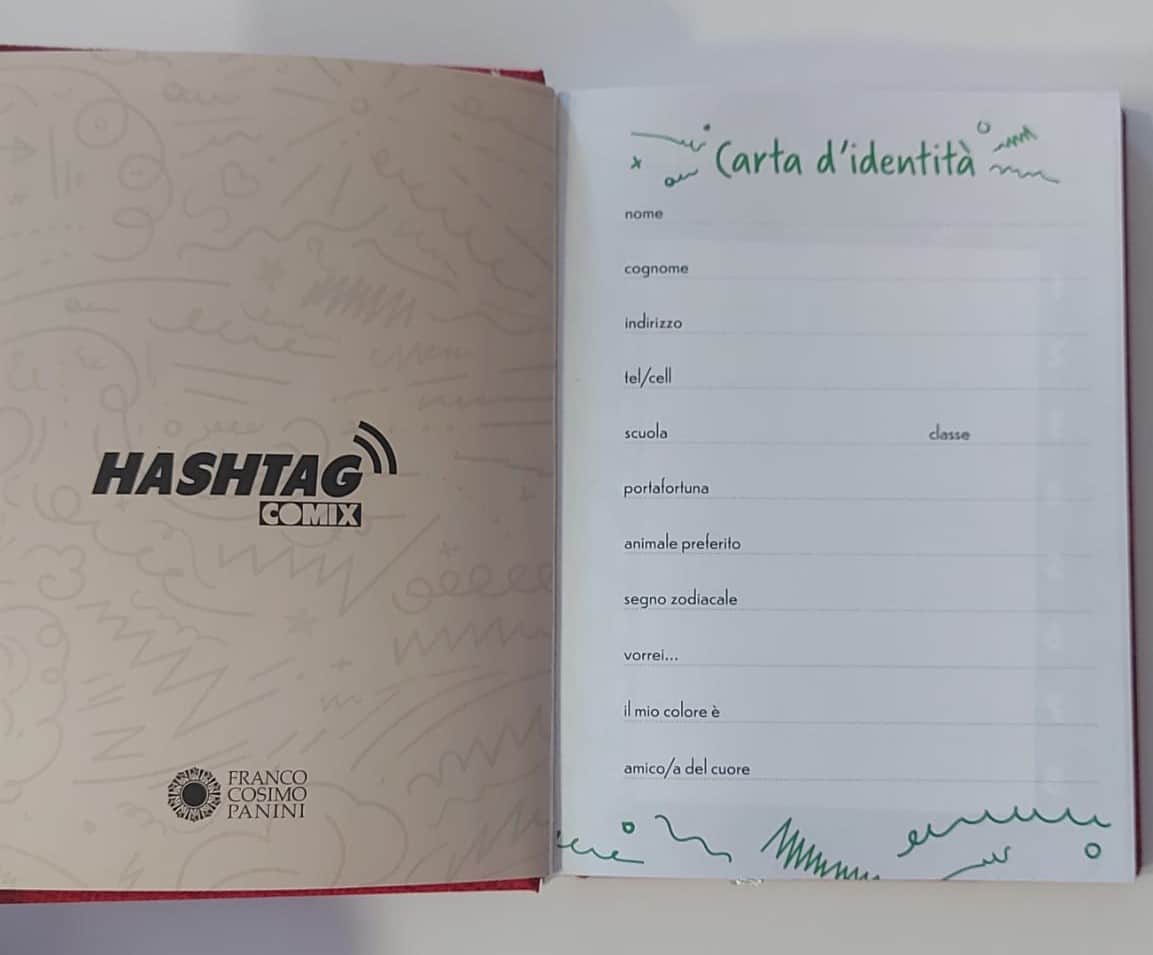 HASHTAG
COMIX
FRANCO
COSIMO
PANINI
Carta d'identità
nome
cognome
indirizzo
tel/cell
scuola classe
portafortuna
animale preferito
segno zodiacale
vorrei...
il mio colore è
amico/a del cuore